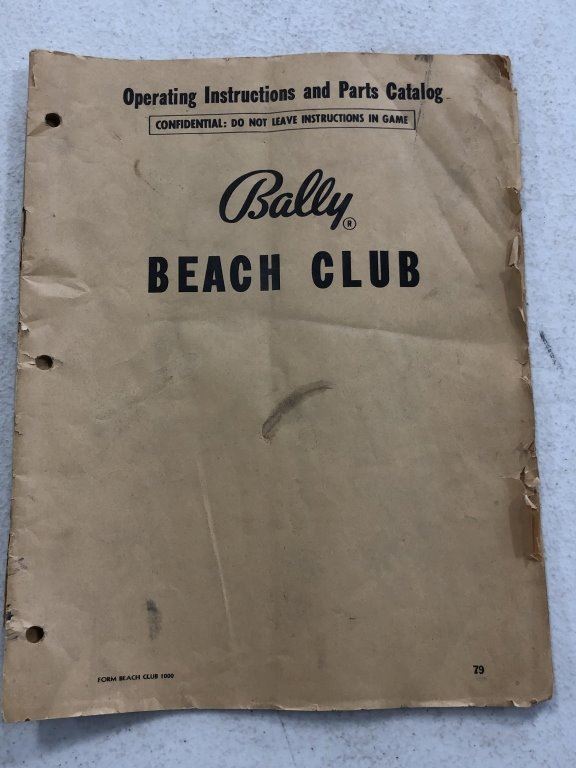 Operating Instructions and Parts Catalog
CONFIDENTIAL: DO NOT LEAVE INSTRUCTIONS IN GAME
Bally ®
BEACH CLUB
FORM BEACH CLUB 1000
79